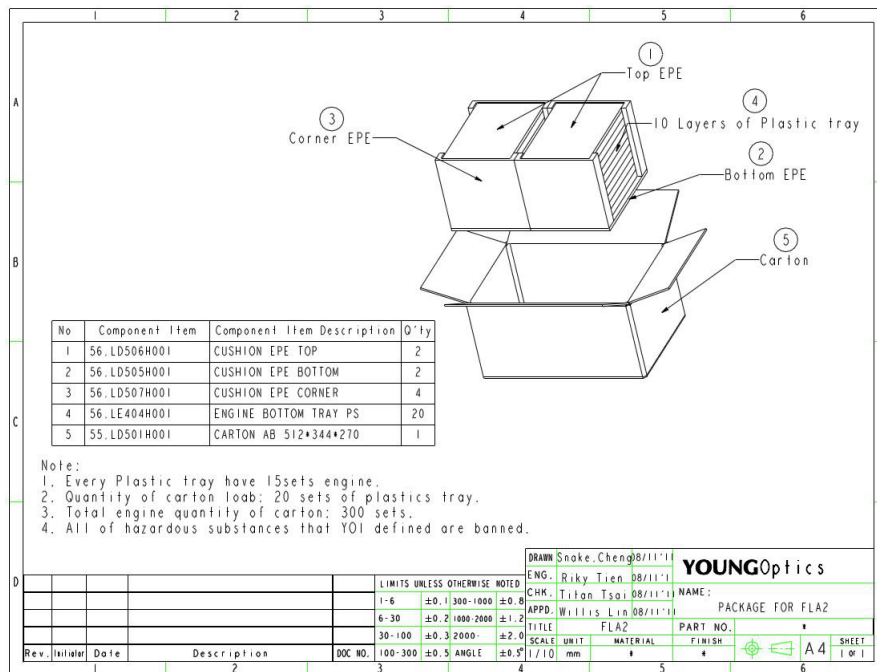 1 2 3 4 5 6
A
1
Top EPE
3
Corner EPE
4
10 Layers of Plastic tray
2
Bottom EPE
B
5
Carton
No Component Item Component Item Description Q'ty
1 56.LD506H001 CUSHION EPE TOP 2
2 56.LD505H001 CUSHION EPE BOTTOM 2
3 56.LD507H001 CUSHION EPE CORNER 4
4 56.LE404H001 ENGINE BOTTOM TRAY PS 20
5 55.LD501H001 CARTON AB 512*344*270 1
C
Note:
1. Every Plastic tray have 15sets engine.
2. Quantity of carton loab: 20 sets of plastics tray.
3. Total engine quantity of carton: 300 sets.
4. All of hazardous substances that YOI defined are banned.
D
LIMITS UNLESS OTHERWISE NOTED
1-6 ±0.1 300-1000 ±0.8
6-30 ±0.2 1000-2000 ±1.2
30-100 ±0.3 2000- ±2.0
100-300 ±0.5 ANGLE ±0.5°
Rev. Initiator Date Description DOC NO.
DRAWN Snake.Cheng 08/11'11
ENG. Riky Tien 08/11'11
CHK. Titan Tsai 08/11'11
APPD. Willis Lin 08/11'11
YOUNGOptics
NAME:
PACKAGE FOR FLA2
TITLE FLA2 PART NO. *
SCALE UNIT MATERIAL FINISH A4 SHEET
1/10 mm * * 1 OF 1
1 2 3 4 5 6